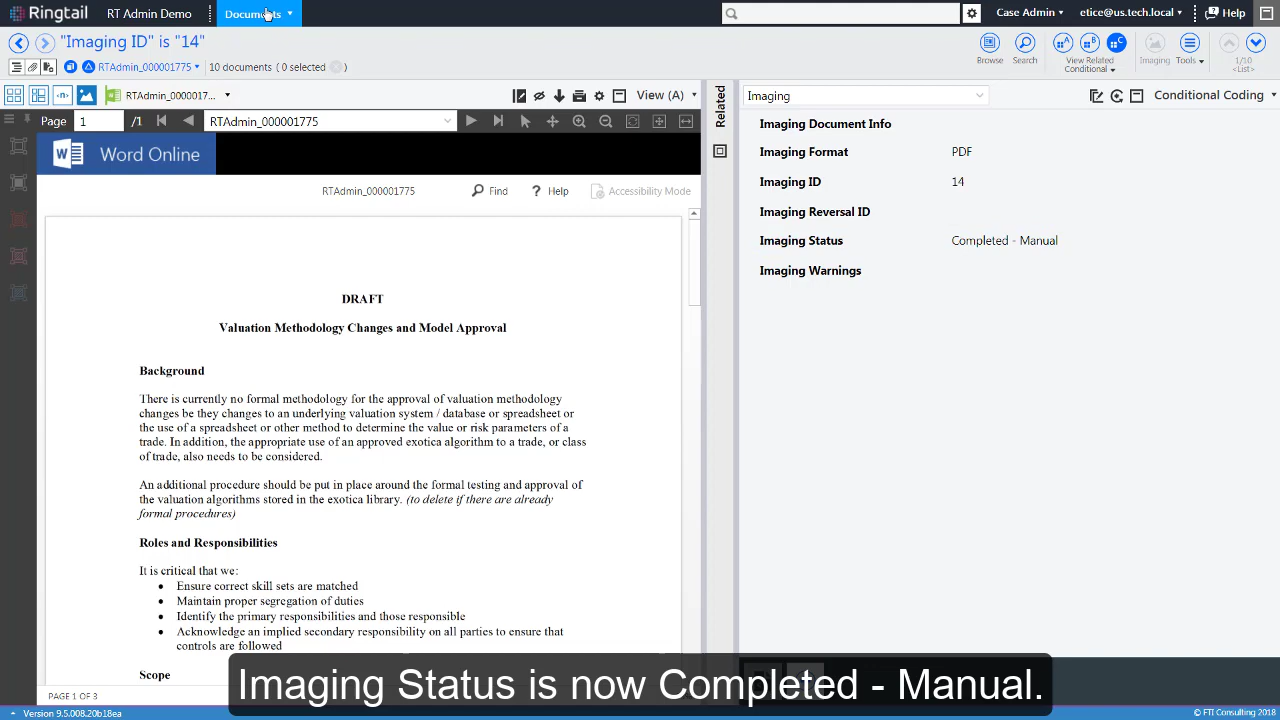 Ringtail RT Admin Demo Documents Case Admin etice@us.tech.local Help
"Imaging ID" is "14"
RTAdmin_000001775 10 documents ( 0 selected )
Browse Search View Related Conditional Imaging Tools 1/10 <List>
RTAdmin_0000017... View (A)
Page 1 /1 RTAdmin_000001775
Word Online
RTAdmin_000001775 Find Help Accessibility Mode
DRAFT
Valuation Methodology Changes and Model Approval
Background
There is currently no formal methodology for the approval of valuation methodology
changes be they changes to an underlying valuation system / database or spreadsheet or
the use of a spreadsheet or other method to determine the value or risk parameters of a
trade. In addition, the appropriate use of an approved exotica algorithm to a trade, or class
of trade, also needs to be considered.
An additional procedure should be put in place around the formal testing and approval of
the valuation algorithms stored in the exotica library. (to delete if there are already
formal procedures)
Roles and Responsibilities
It is critical that we:
• Ensure correct skill sets are matched
• Maintain proper segregation of duties
• Identify the primary responsibilities and those responsible
• Acknowledge an implied secondary responsibility on all parties to ensure that
controls are followed
Scope
PAGE 1 OF 3
Related
Imaging Conditional Coding
Imaging Document Info
Imaging Format PDF
Imaging ID 14
Imaging Reversal ID
Imaging Status Completed - Manual
Imaging Warnings
Imaging Status is now Completed - Manual.
Version 9.5.008.20b18ea © FTI Consulting 2018